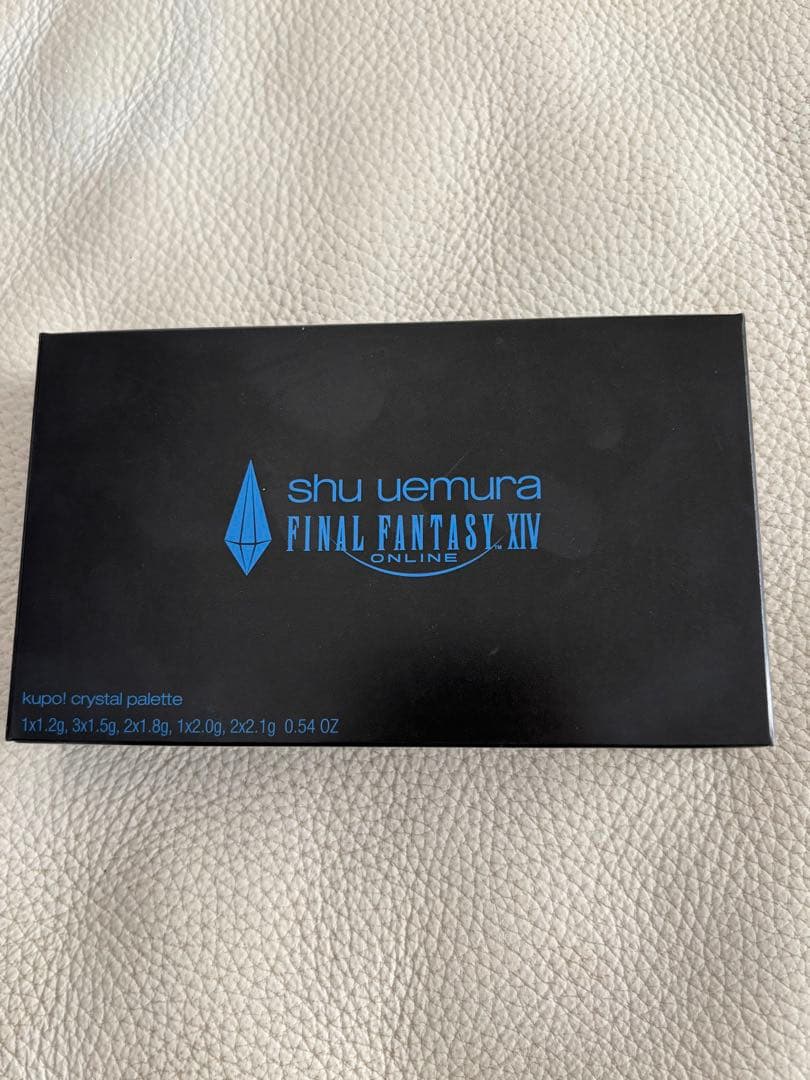 shu uemura
FINAL FANTASY™ XIV
ONLINE
kupo! crystal palette
1x1.2g, 3x1.5g, 2x1.8g, 1x2.0g, 2x2.1g 0.54 OZ